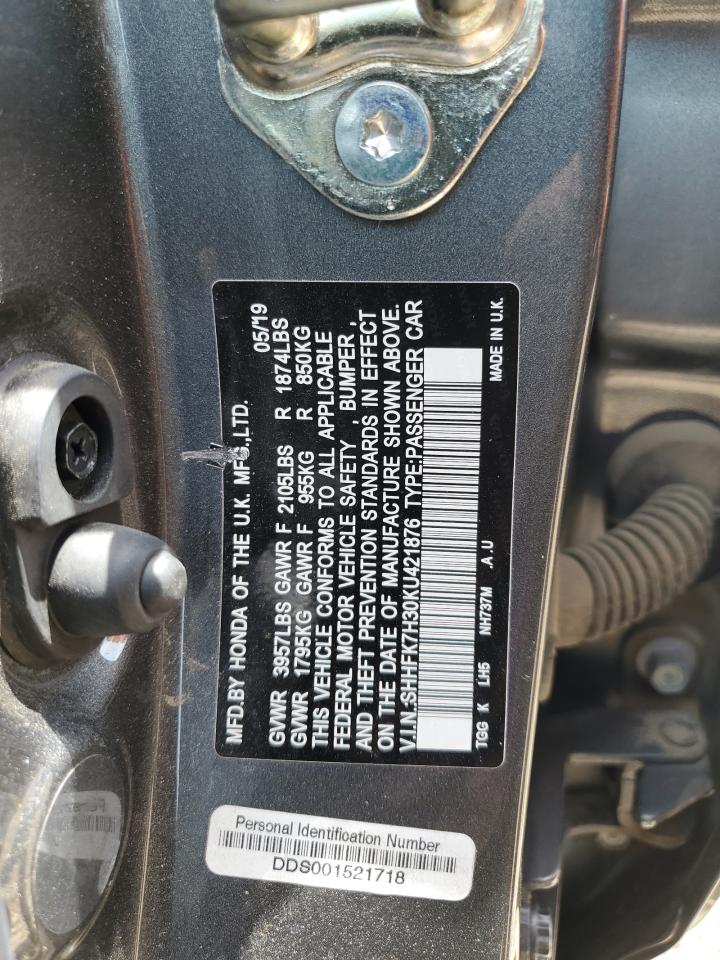 MFD.BY HONDA OF THE U.K. MFG.,LTD. 05/19
GVWR 3957LBS GAWR F 2105LBS R 1874LBS
GVWR 1795KG GAWR F 955KG R 850KG
THIS VEHICLE CONFORMS TO ALL APPLICABLE
FEDERAL MOTOR VEHICLE SAFETY , BUMPER ,
AND THEFT PREVENTION STANDARDS IN EFFECT
ON THE DATE OF MANUFACTURE SHOWN ABOVE.
V.I.N.:SHHFK7H30KU421876 TYPE:PASSENGER CAR
TGG K LH5 NH737M .A.U MADE IN U.K.
Personal Identification Number
DDS001521718